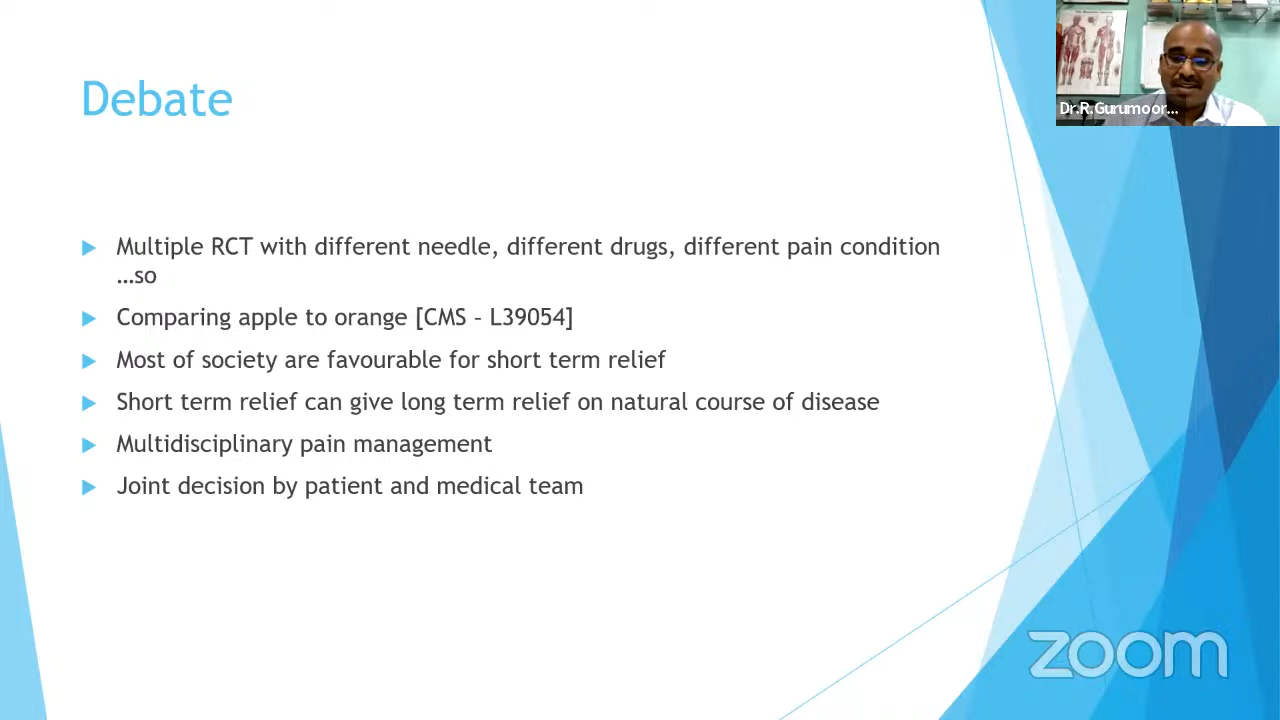 Debate
Multiple RCT with different needle, different drugs, different pain condition
…so
Comparing apple to orange [CMS – L39054]
Most of society are favourable for short term relief
Short term relief can give long term relief on natural course of disease
Multidisciplinary pain management
Joint decision by patient and medical team
Dr.R.Gurumoor...
zoom